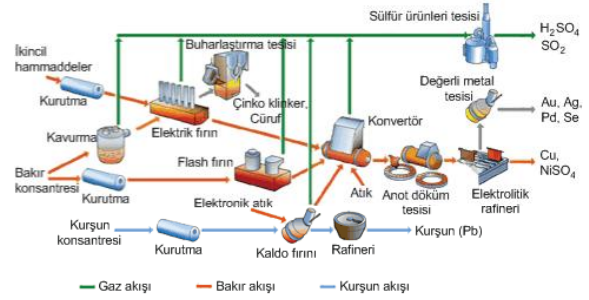 Sülfür ürünleri tesisi
H₂SO₄
SO₂
İkincil
hammaddeler
Buharlaştırma tesisi
Değerli metal
tesisi
Kurutma
Çinko klinker,
Cüruf
Konvertör
Au, Ag,
Pd, Se
Kavurma
Elektrik fırın
Flash fırın
Cu,
NiSO₄
Bakır
konsantresi
Kurutma
Atık
Anot döküm
tesisi
Elektrolitik
rafineri
Elektronik atık
Kurşun
konsantresi
Kurutma
Kaldo fırını
Rafineri
Kurşun (Pb)
Gaz akışı
Bakır akışı
Kurşun akışı